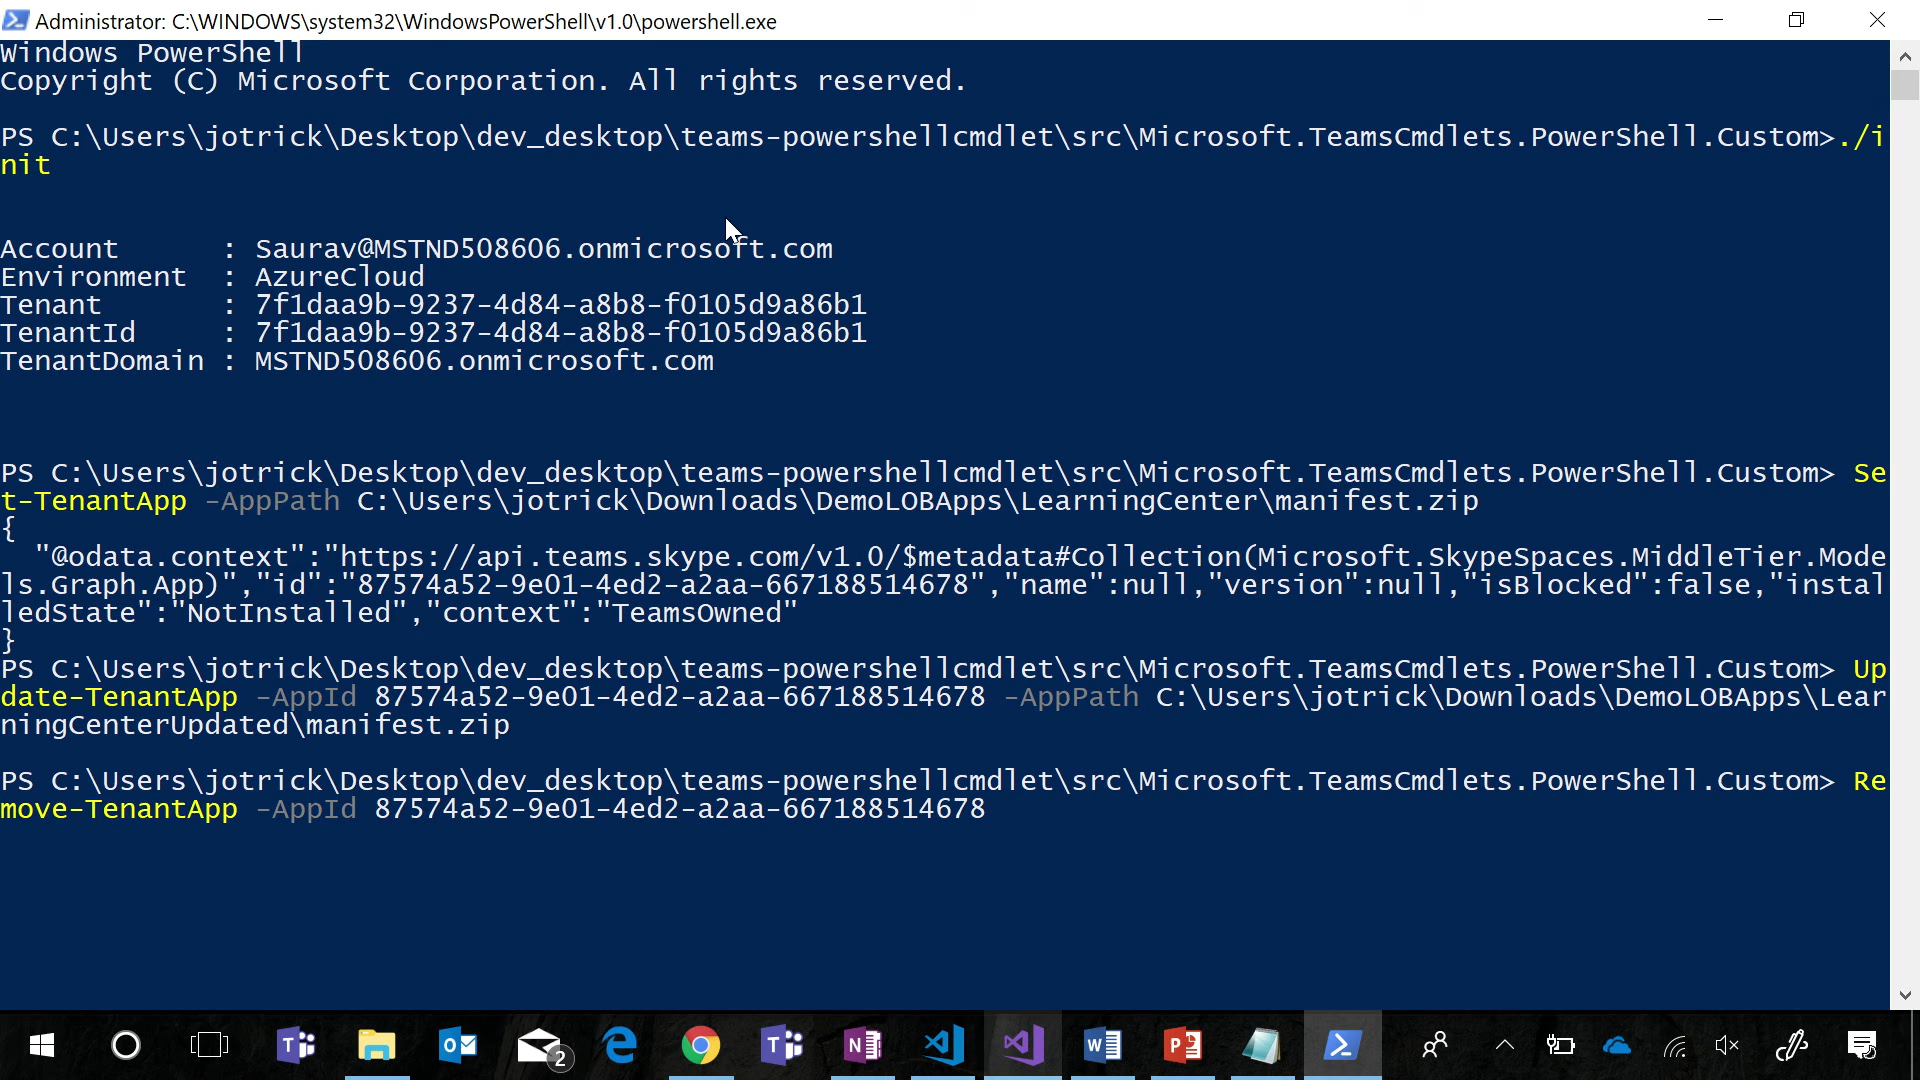 Administrator: C:\WINDOWS\system32\WindowsPowerShell\v1.0\powershell.exe
Windows PowerShell
Copyright (C) Microsoft Corporation. All rights reserved.
PS C:\Users\jotrick\Desktop\dev_desktop\teams-powershellcmdlet\src\Microsoft.TeamsCmdlets.PowerShell.Custom>./i
nit
Account : Saurav@MSTND508606.onmicrosoft.com
Environment : AzureCloud
Tenant : 7f1daa9b-9237-4d84-a8b8-f0105d9a86b1
TenantId : 7f1daa9b-9237-4d84-a8b8-f0105d9a86b1
TenantDomain : MSTND508606.onmicrosoft.com
PS C:\Users\jotrick\Desktop\dev_desktop\teams-powershellcmdlet\src\Microsoft.TeamsCmdlets.PowerShell.Custom> Se
t-TenantApp -AppPath C:\Users\jotrick\Downloads\DemoLOBApps\LearningCenter\manifest.zip
{
"@odata.context":"https://api.teams.skype.com/v1.0/$metadata#Collection(Microsoft.SkypeSpaces.MiddleTier.Mode
ls.Graph.App)","id":"87574a52-9e01-4ed2-a2aa-667188514678","name":null,"version":null,"isBlocked":false,"instal
ledState":"NotInstalled","context":"TeamsOwned"
}
PS C:\Users\jotrick\Desktop\dev_desktop\teams-powershellcmdlet\src\Microsoft.TeamsCmdlets.PowerShell.Custom> Up
date-TenantApp -AppId 87574a52-9e01-4ed2-a2aa-667188514678 -AppPath C:\Users\jotrick\Downloads\DemoLOBApps\Lear
ningCenterUpdated\manifest.zip
PS C:\Users\jotrick\Desktop\dev_desktop\teams-powershellcmdlet\src\Microsoft.TeamsCmdlets.PowerShell.Custom> Re
move-TenantApp -AppId 87574a52-9e01-4ed2-a2aa-667188514678
2